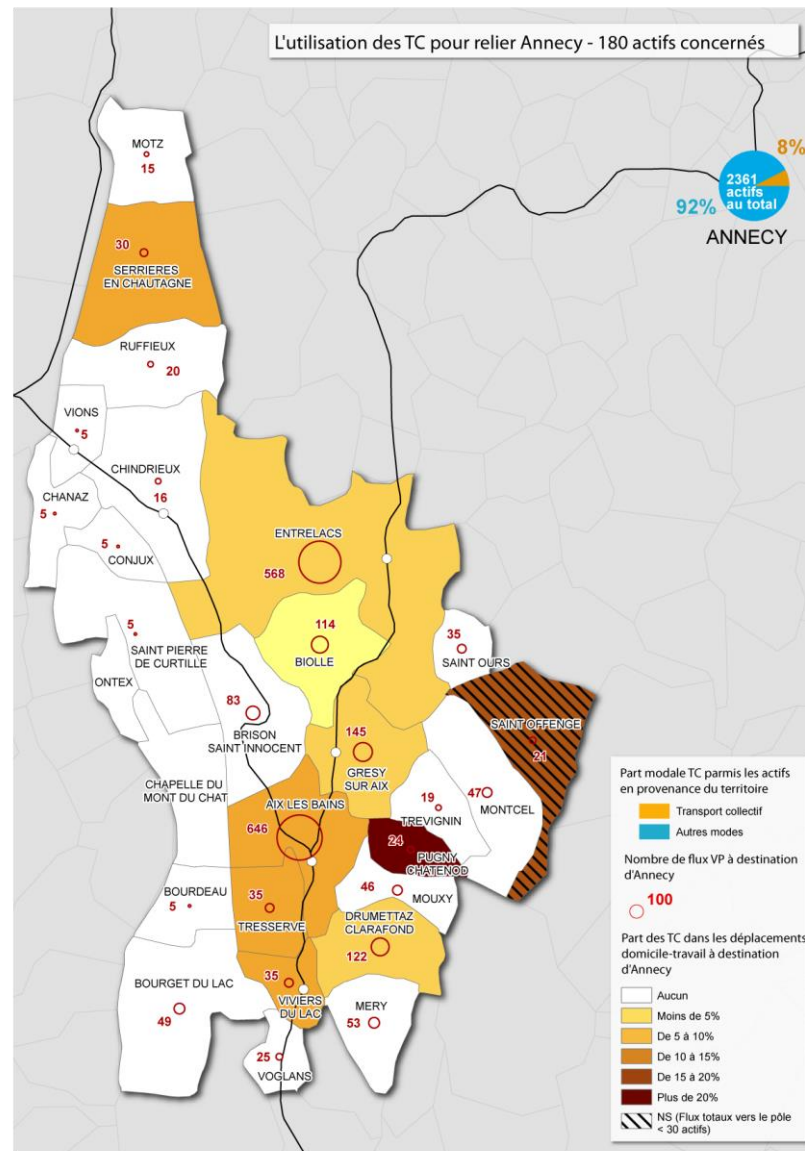 L'utilisation des TC pour relier Annecy - 180 actifs concernés
8%
2361
actifs
au total
92%
ANNECY
MOTZ
15
30
SERRIERES
EN CHAUTAGNE
RUFFIEUX
20
VIONS
5
CHINDRIEUX
16
CHANAZ
5
5
CONJUX
ENTRELACS
568
114
BIOLLE
35
SAINT OURS
5
SAINT PIERRE
DE CURTILLE
ONTEX
83
BRISON
SAINT INNOCENT
SAINT OFFENGE
21
145
GRESY
SUR AIX
CHAPELLE DU
MONT DU CHAT
AIX LES BAINS
646
19
TREVIGNIN
47
MONTCEL
24
PUGNY
CHATENOD
46
MOUXY
BOURDEAU
5
35
TRESSERVE
DRUMETTAZ
CLARAFOND
122
BOURGET DU LAC
49
35
VIVIERS
DU LAC
MERY
53
25
VOGLANS
Part modale TC parmis les actifs
en provenance du territoire
Transport collectif
Autres modes
Nombre de flux VP à destination
d'Annecy
100
Part des TC dans les déplacements
domicile-travail à destination
d'Annecy
Aucun
Moins de 5%
De 5 à 10%
De 10 à 15%
De 15 à 20%
Plus de 20%
NS (Flux totaux vers le pôle
< 30 actifs)